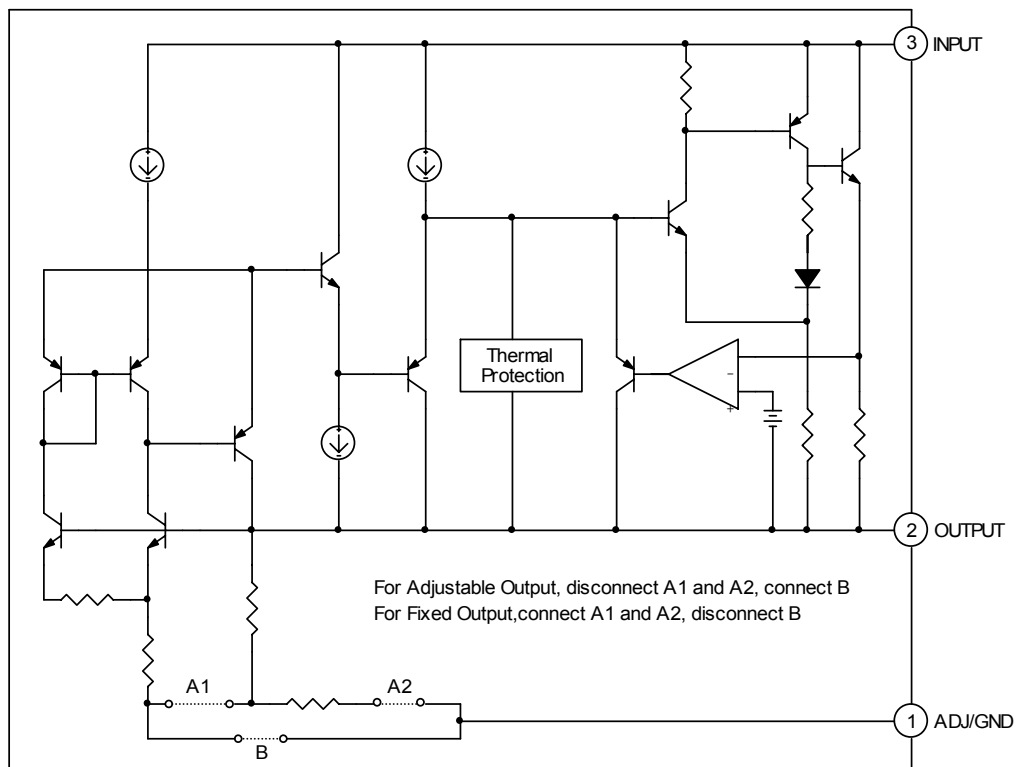 3 INPUT
Thermal
Protection
-
+
2 OUTPUT
For Adjustable Output, disconnect A1 and A2, connect B
For Fixed Output,connect A1 and A2, disconnect B
A1
A2
1 ADJ/GND
B